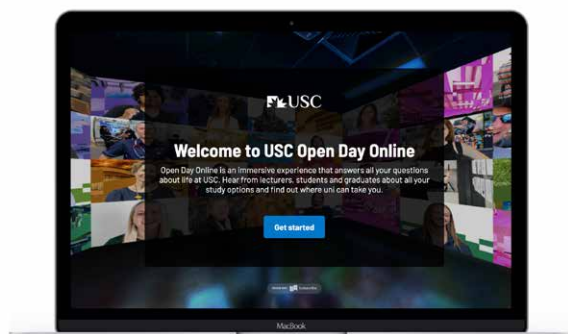 USC
Welcome to USC Open Day Online
Open Day Online is an immersive experience that answers all your questions
about life at USC. Hear from lecturers, students and graduates about all your
study options and find out where uni can take you.
Get started
MacBook